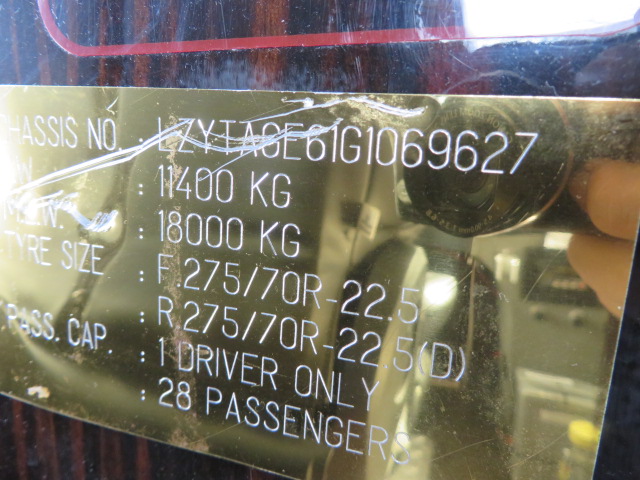 CHASSIS NO. : LZYTAGE61G1069627
: 11400 KG
: 18000 KG
TYRE SIZE : F 275/70R-22.5
: R 275/70R-22.5(D)
PASS. CAP. : 1 DRIVER ONLY
: 28 PASSENGERS